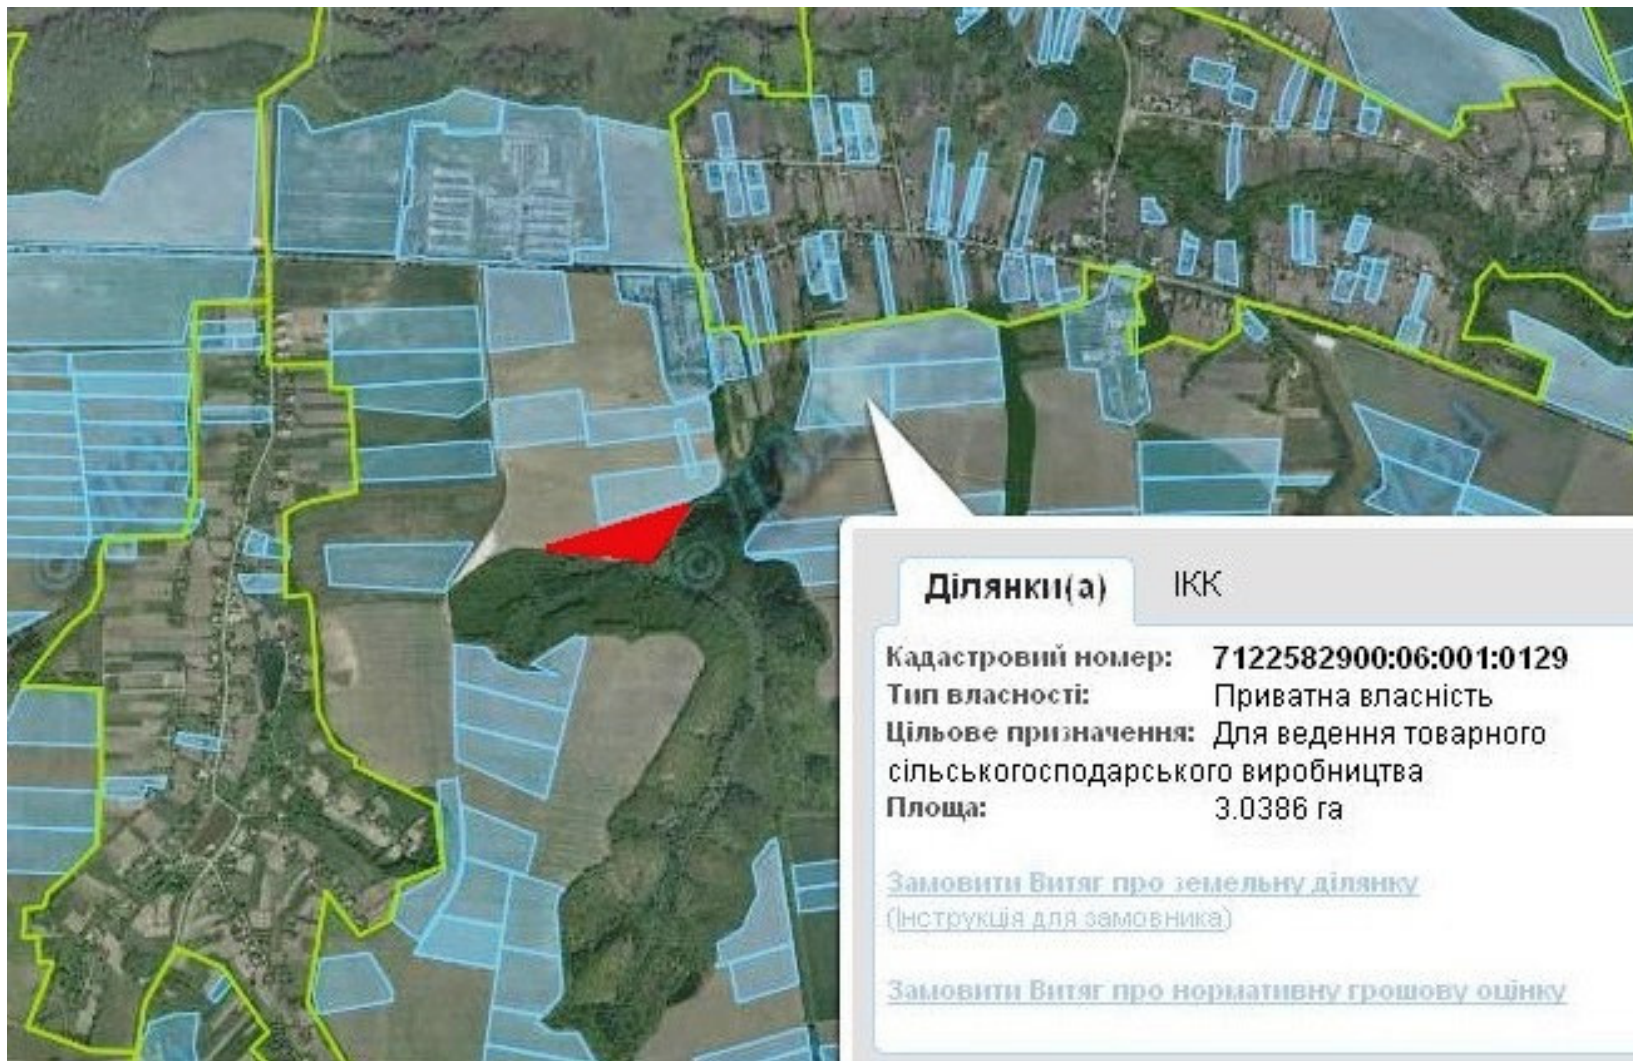 Ділянки(а)
ІКК
Кадастровий номер: 7122582900:06:001:0129
Тип власності: Приватна власність
Цільове призначення: Для ведення товарного
сільськогосподарського виробництва
Площа: 3.0386 га
Замовити Витяг про земельну ділянку
(Інструкція для замовника)
Замовити Витяг про нормативну грошову оцінку